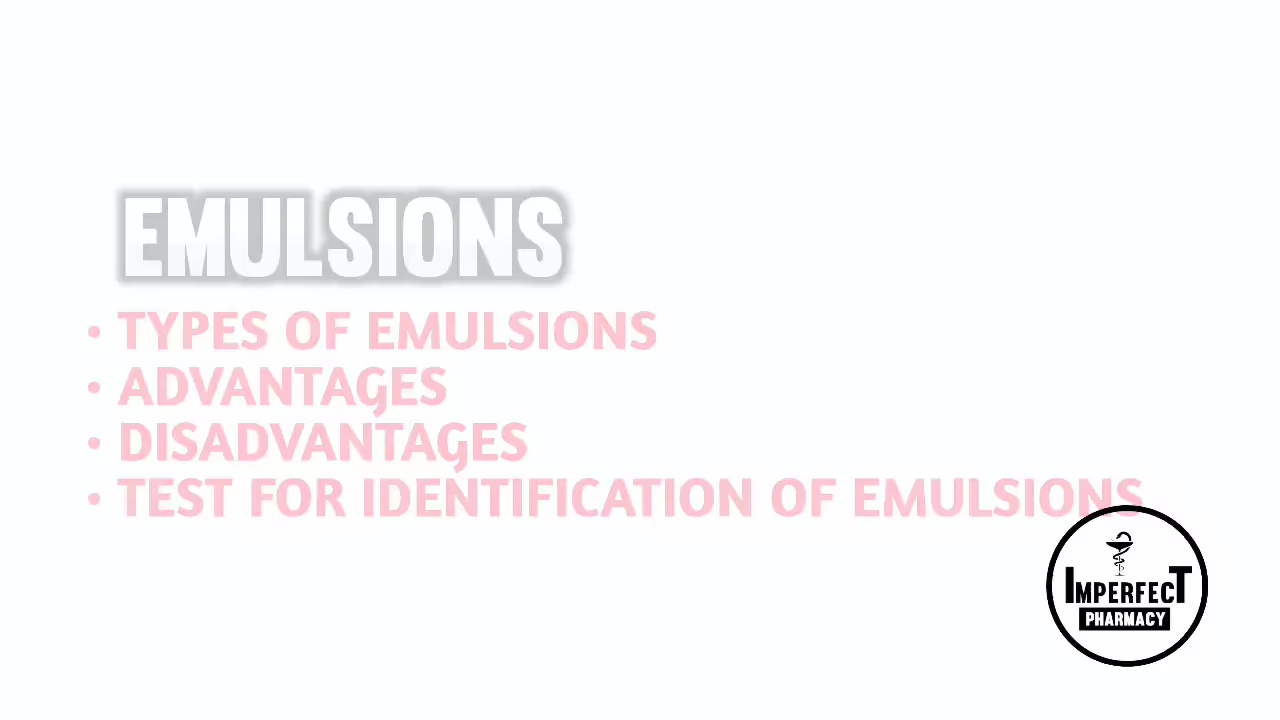 EMULSIONS
• TYPES OF EMULSIONS
• ADVANTAGES
• DISADVANTAGES
• TEST FOR IDENTIFICATION OF EMULSIONS
IMPERFECT
PHARMACY